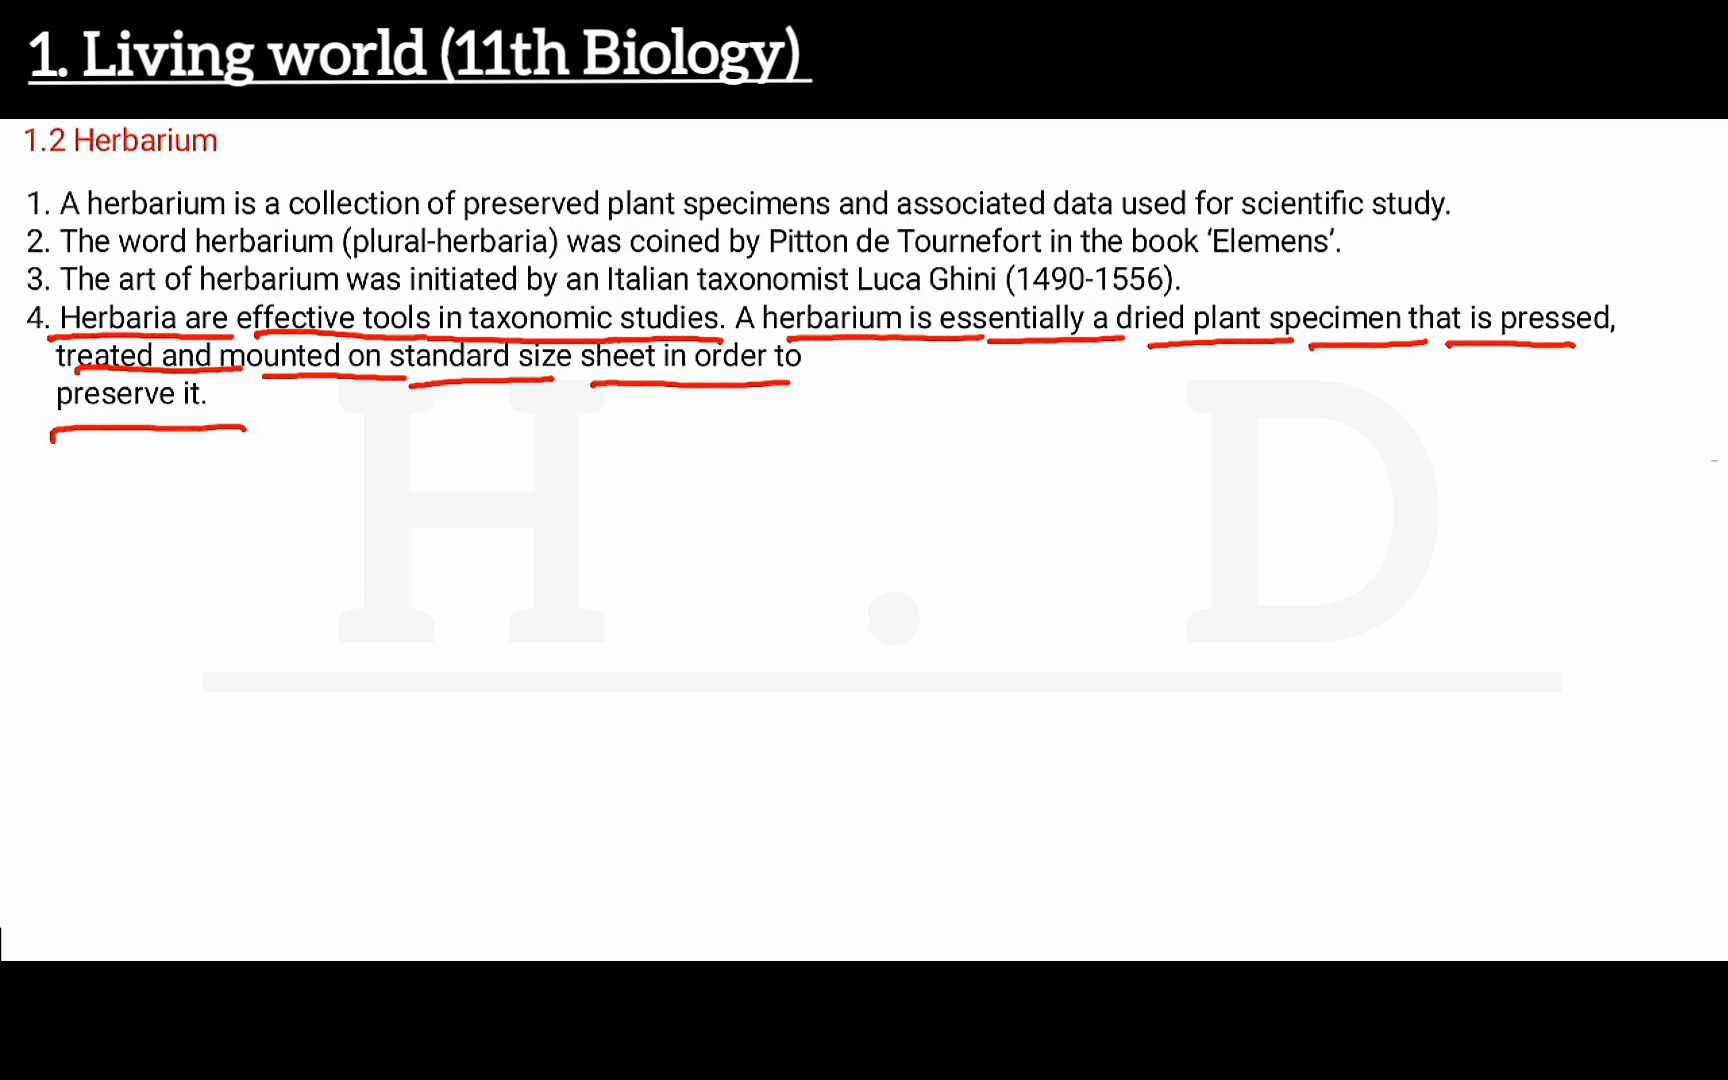 1. Living world (11th Biology)
1.2 Herbarium
1. A herbarium is a collection of preserved plant specimens and associated data used for scientific study.
2. The word herbarium (plural-herbaria) was coined by Pitton de Tournefort in the book ‘Elemens’.
3. The art of herbarium was initiated by an Italian taxonomist Luca Ghini (1490-1556).
4. Herbaria are effective tools in taxonomic studies. A herbarium is essentially a dried plant specimen that is pressed,
treated and mounted on standard size sheet in order to
preserve it.
H . D